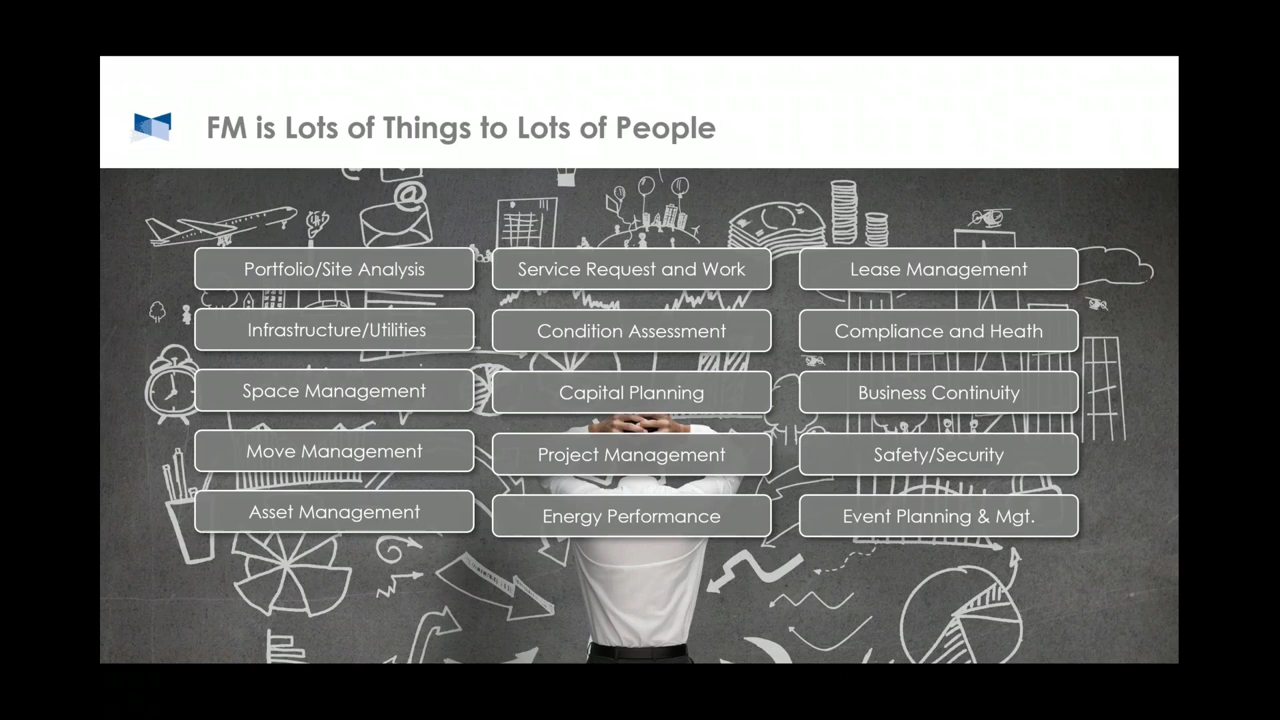 FM is Lots of Things to Lots of People
@
Portfolio/Site Analysis
Infrastructure/Utilities
Space Management
Move Management
Asset Management
Service Request and Work
Condition Assessment
Capital Planning
Project Management
Energy Performance
Lease Management
Compliance and Heath
Business Continuity
Safety/Security
Event Planning & Mgt.